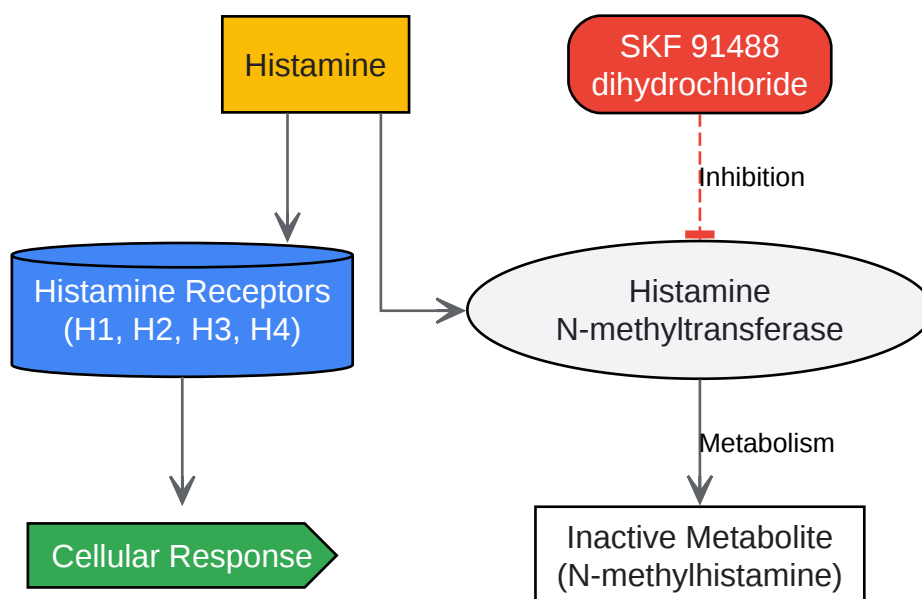 Histamine
SKF 91488
dihydrochloride
Inhibition
Histamine Receptors
(H1, H2, H3, H4)
Histamine
N-methyltransferase
Metabolism
Cellular Response
Inactive Metabolite
(N-methylhistamine)